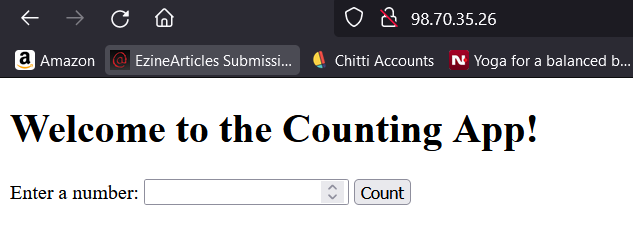 98.70.35.26
Amazon EzineArticles Submissi... Chitti Accounts Yoga for a balanced b...
Welcome to the Counting App!
Enter a number: Count